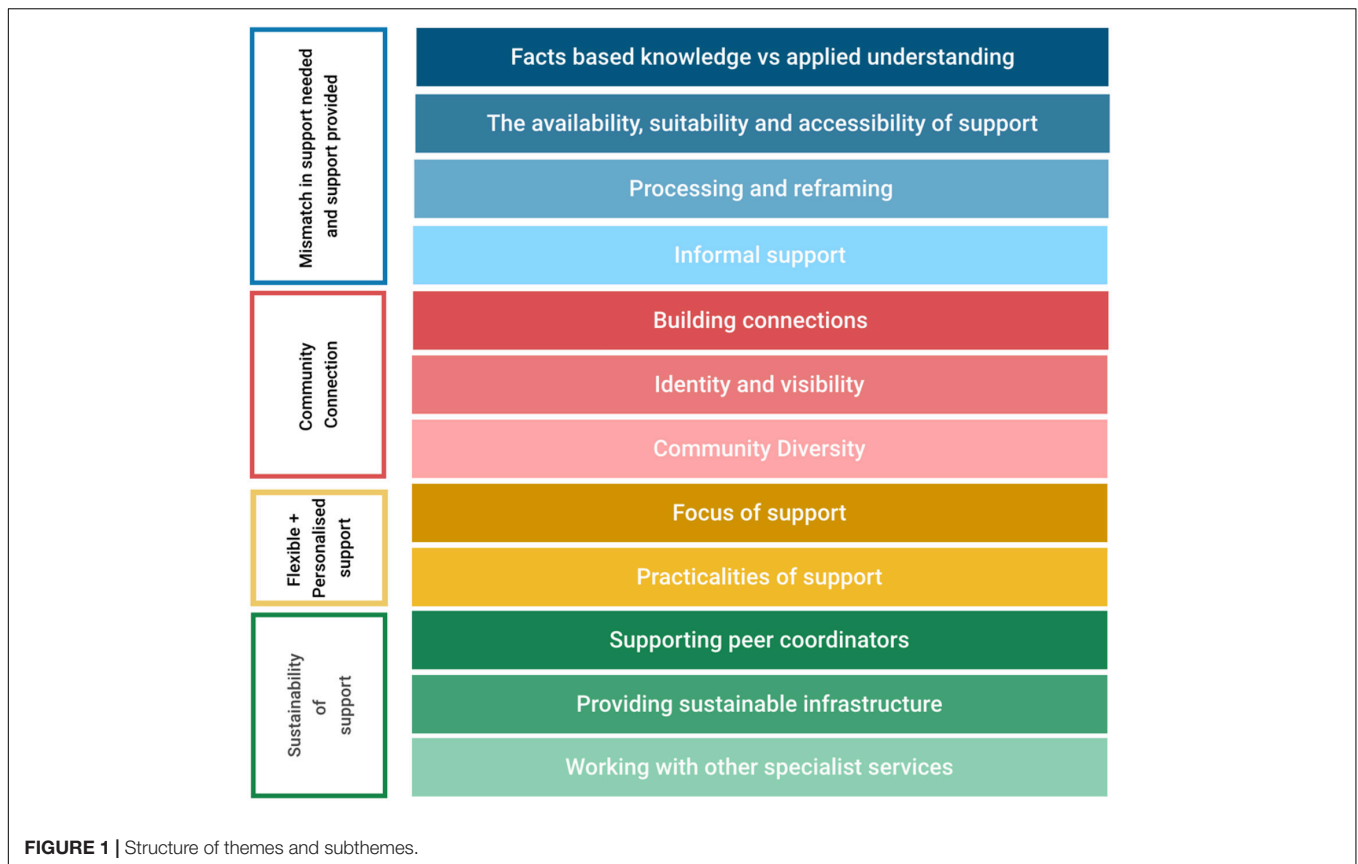 Mismatch in support needed
and support provided
Facts based knowledge vs applied understanding
The availability, suitability and accessibility of support
Processing and reframing
Informal support
Community
Connection
Building connections
Identity and visibility
Community Diversity
Flexible +
Personalised
support
Focus of support
Practicalities of support
Sustainability
of
support
Supporting peer coordinators
Providing sustainable infrastructure
Working with other specialist services
FIGURE 1 | Structure of themes and subthemes.